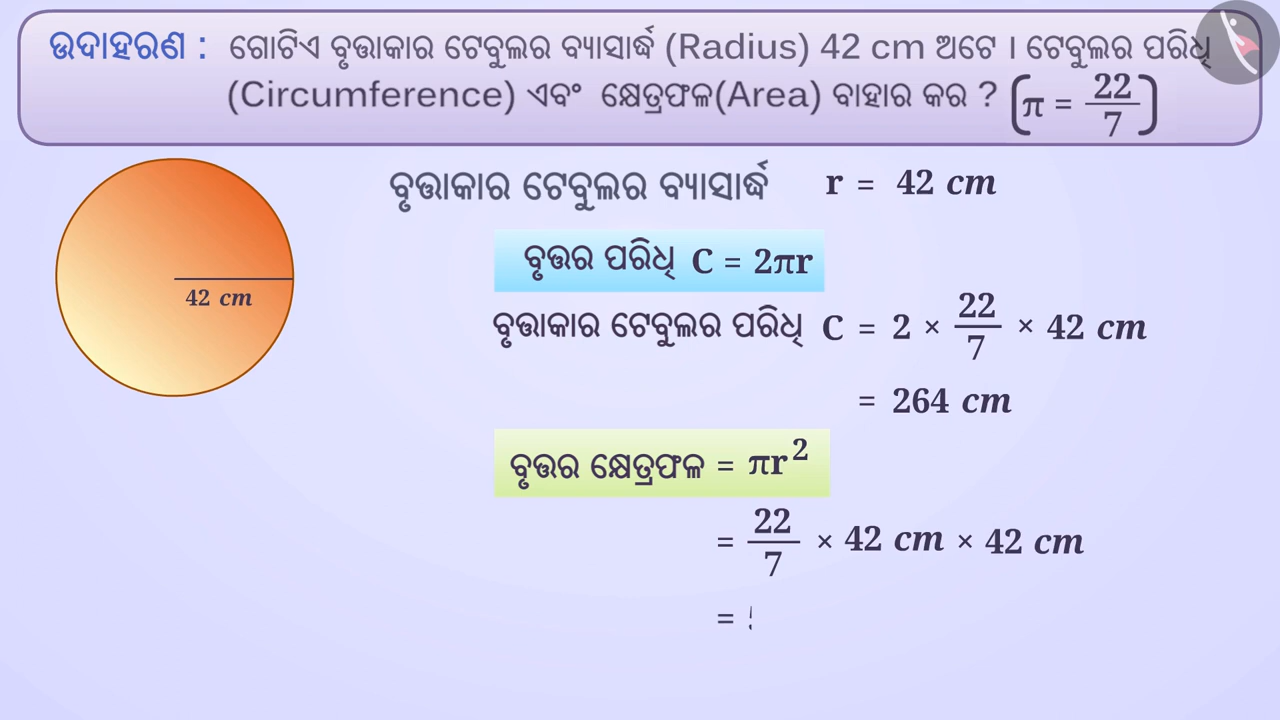 ଉଦାହରଣ : ଗୋଟିଏ ବୃତ୍ତାକାର ଟେବୁଲର ବ୍ୟାସାର୍ଦ୍ଧ (Radius) 42 cm ଅଟେ । ଟେବୁଲର ପରିଧି
(Circumference) ଏବଂ କ୍ଷେତ୍ରଫଳ(Area) ବାହାର କର ? (π = 22/7)
ବୃତ୍ତାକାର ଟେବୁଲର ବ୍ୟାସାର୍ଦ୍ଧ r = 42 cm
ବୃତ୍ତର ପରିଧି C = 2πr
42 cm
ବୃତ୍ତାକାର ଟେବୁଲର ପରିଧି C = 2 × 22/7 × 42 cm
= 264 cm
ବୃତ୍ତର କ୍ଷେତ୍ରଫଳ = πr²
= 22/7 × 42 cm × 42 cm
=